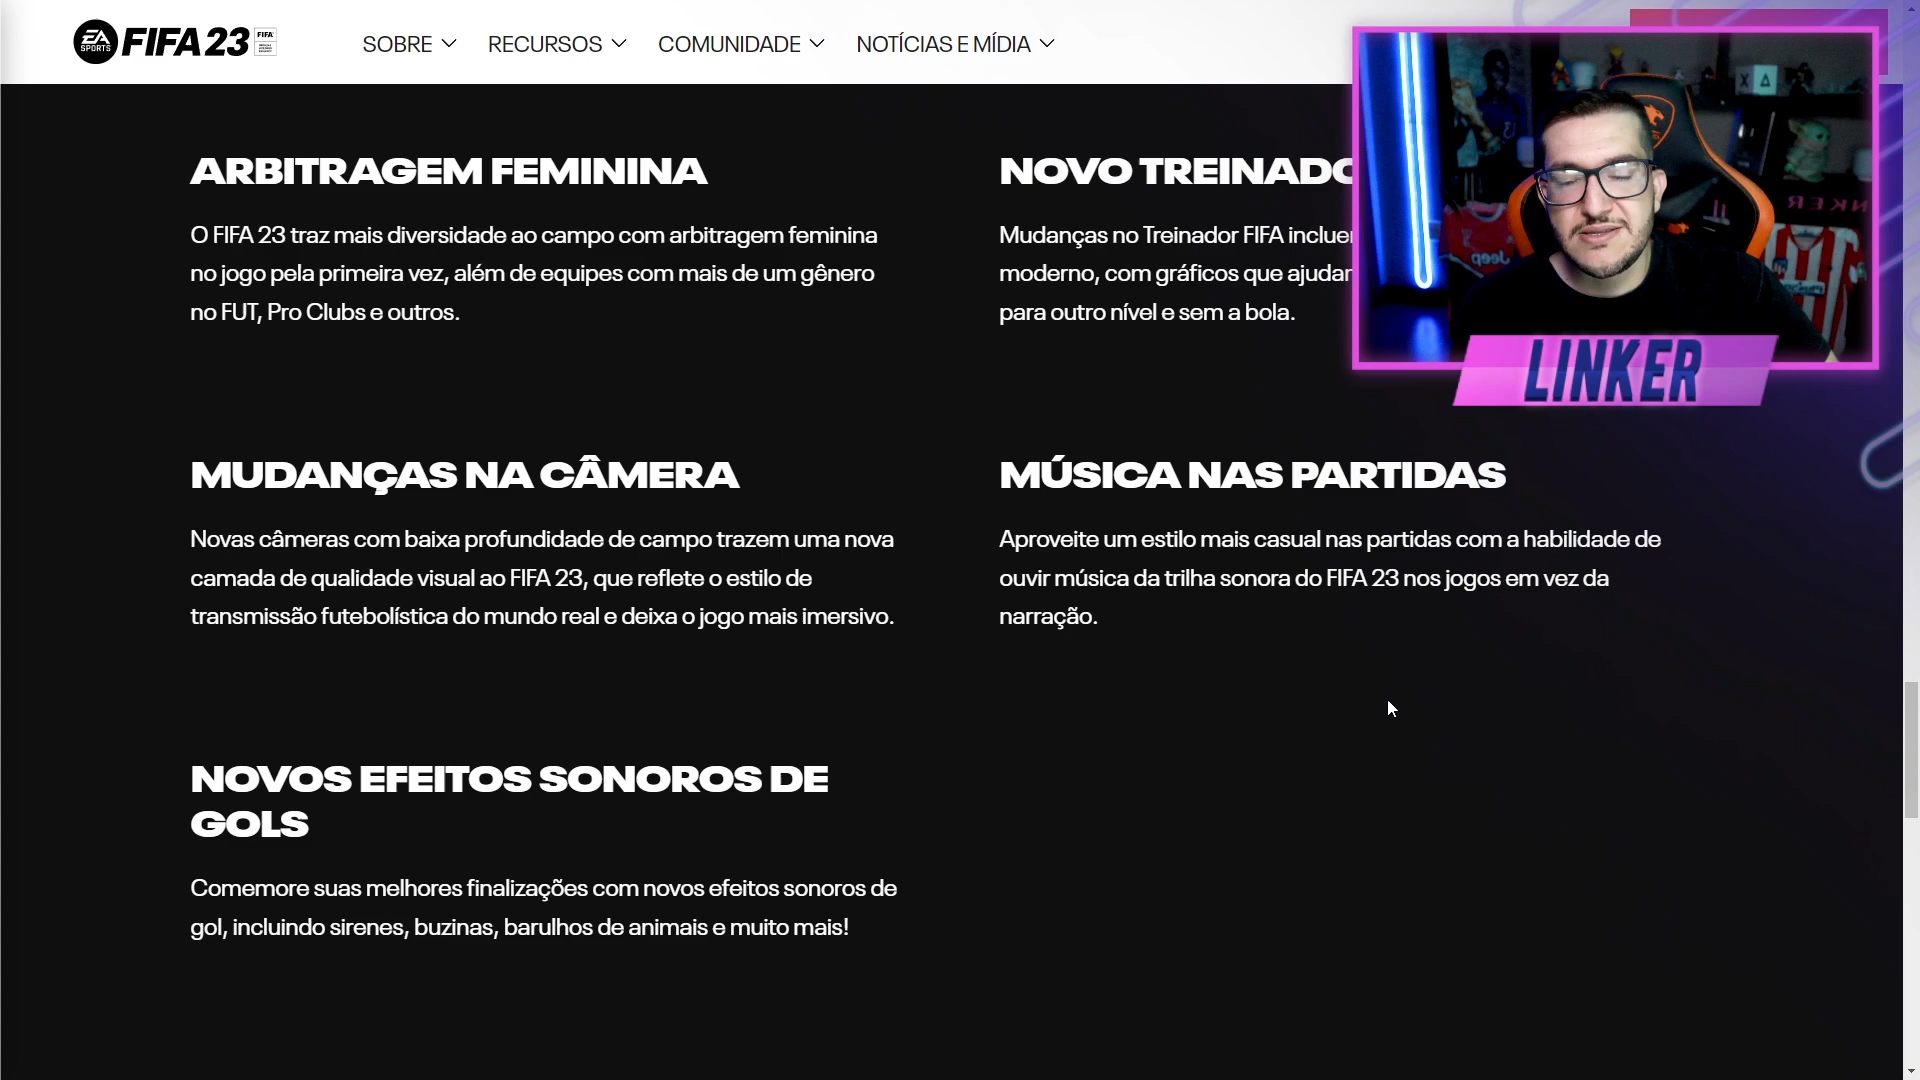 EA SPORTS FIFA 23 FIFA
SOBRE RECURSOS COMUNIDADE NOTÍCIAS E MÍDIA
ARBITRAGEM FEMININA
O FIFA 23 traz mais diversidade ao campo com arbitragem feminina
no jogo pela primeira vez, além de equipes com mais de um gênero
no FUT, Pro Clubs e outros.
NOVO TREINADO
Mudanças no Treinador FIFA inclue
moderno, com gráficos que ajudar
para outro nível e sem a bola.
LINKER
MUDANÇAS NA CÂMERA
Novas câmeras com baixa profundidade de campo trazem uma nova
camada de qualidade visual ao FIFA 23, que reflete o estilo de
transmissão futebolística do mundo real e deixa o jogo mais imersivo.
MÚSICA NAS PARTIDAS
Aproveite um estilo mais casual nas partidas com a habilidade de
ouvir música da trilha sonora do FIFA 23 nos jogos em vez da
narração.
NOVOS EFEITOS SONOROS DE
GOLS
Comemore suas melhores finalizações com novos efeitos sonoros de
gol, incluindo sirenes, buzinas, barulhos de animais e muito mais!